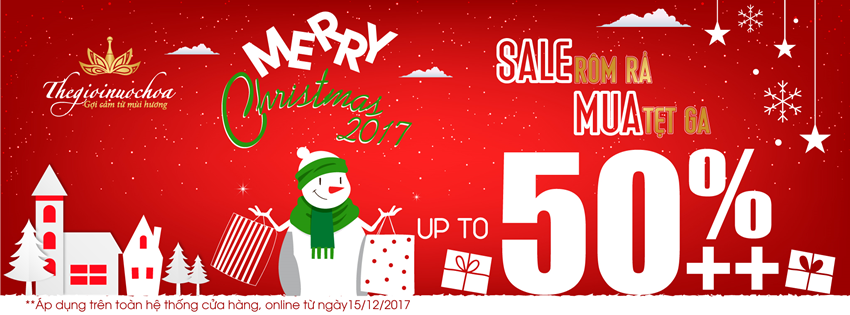 Thegioinuochoa
Gợi cảm từ mùi hương
MERRY
Christmas
2017
SALE RÔM RẢ
MUA TẸT GA
UP TO 50%++
**Áp dụng trên toàn hệ thống cửa hàng, online từ ngày15/12/2017